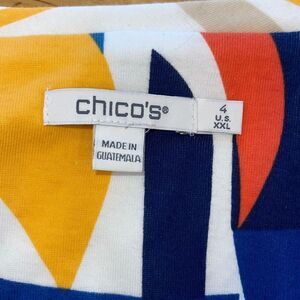 chico's®
4
U.S.
XXL
MADE IN
GUATEMALA